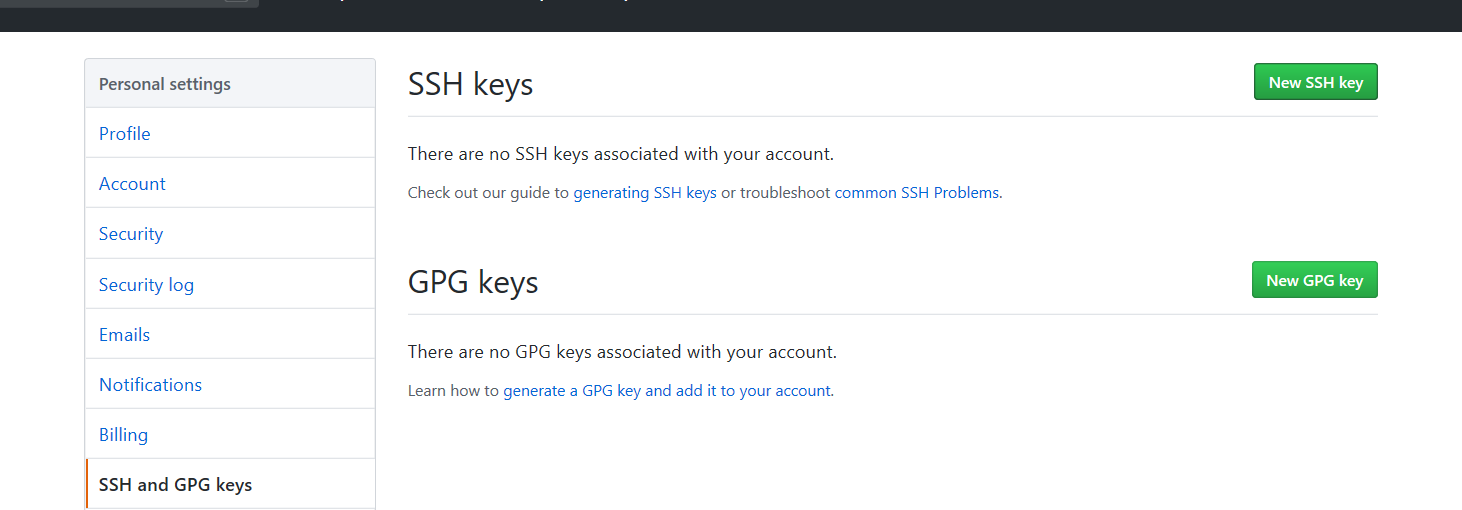 Personal settings
Profile
Account
Security
Security log
Emails
Notifications
Billing
SSH and GPG keys
SSH keys
New SSH key
There are no SSH keys associated with your account.
Check out our guide to generating SSH keys or troubleshoot common SSH Problems.
GPG keys
New GPG key
There are no GPG keys associated with your account.
Learn how to generate a GPG key and add it to your account.